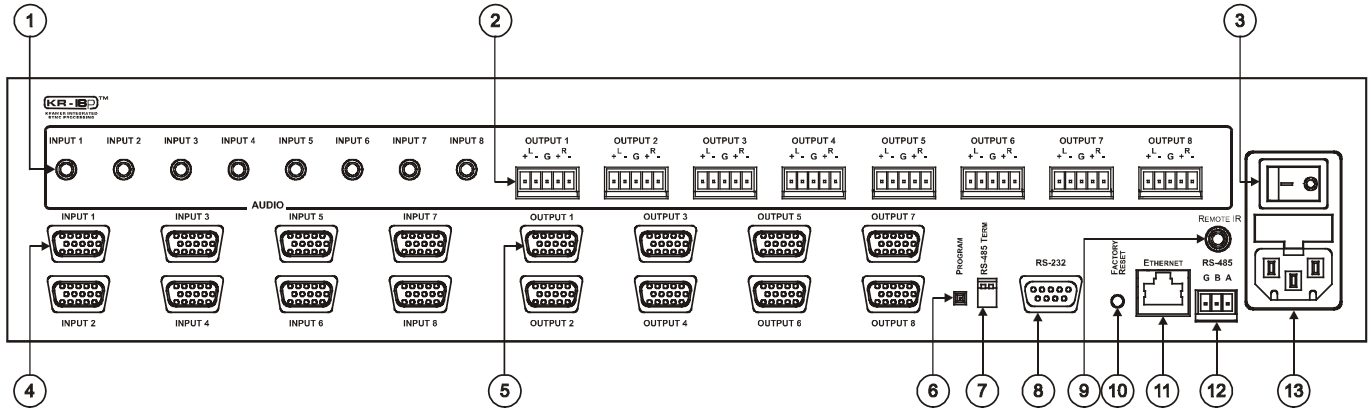 1 2 3
KR-ISP™
KRAMER INTEGRATED
SYNC PROCESSING
INPUT 1 INPUT 2 INPUT 3 INPUT 4 INPUT 5 INPUT 6 INPUT 7 INPUT 8 OUTPUT 1 OUTPUT 2 OUTPUT 3 OUTPUT 4 OUTPUT 5 OUTPUT 6 OUTPUT 7 OUTPUT 8
L R L R L R L R L R L R L R L R
+ - G + - + - G + - + - G + - + - G + - + - G + - + - G + - + - G + - + - G + -
AUDIO
INPUT 1 INPUT 3 INPUT 5 INPUT 7 OUTPUT 1 OUTPUT 3 OUTPUT 5 OUTPUT 7
REMOTE IR
PROGRAM
RS-485 TERM
RS-232
FACTORY
RESET
ETHERNET
RS-485
G B A
INPUT 2 INPUT 4 INPUT 6 INPUT 8 OUTPUT 2 OUTPUT 4 OUTPUT 6 OUTPUT 8
4 5 6 7 8 9 10 11 12 13